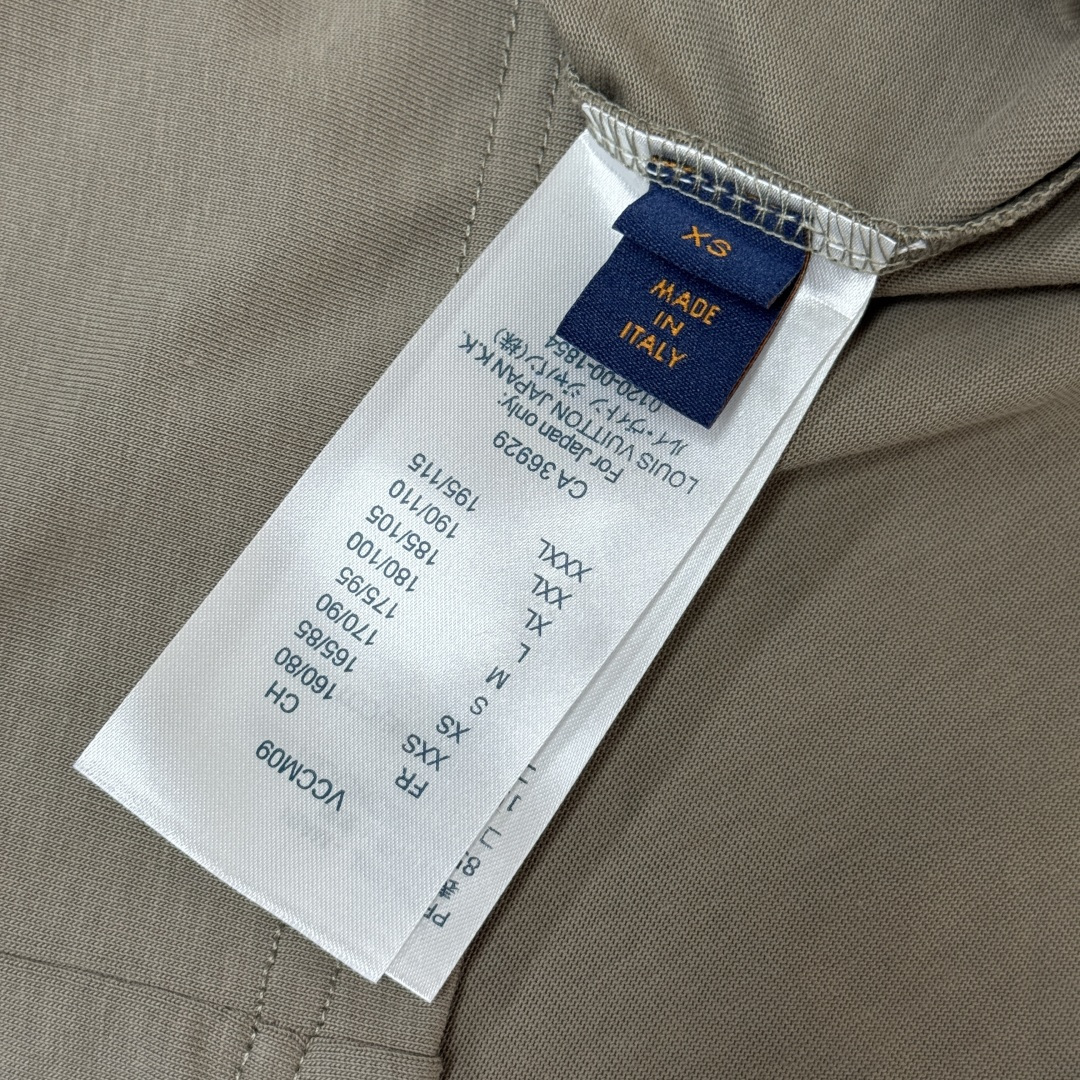 XS
MADE
IN
ITALY
VCCM09
FR CH
XXS 160/80
XS 165/85
S 170/90
M 175/95
L 180/100
XL 185/105
XXL 190/110
XXXL 195/115
CA 36929
For Japan only:
LOUIS VUITTON JAPAN K.K.
ルイ・ヴィトン ジャパン(株)
0120-00-1854